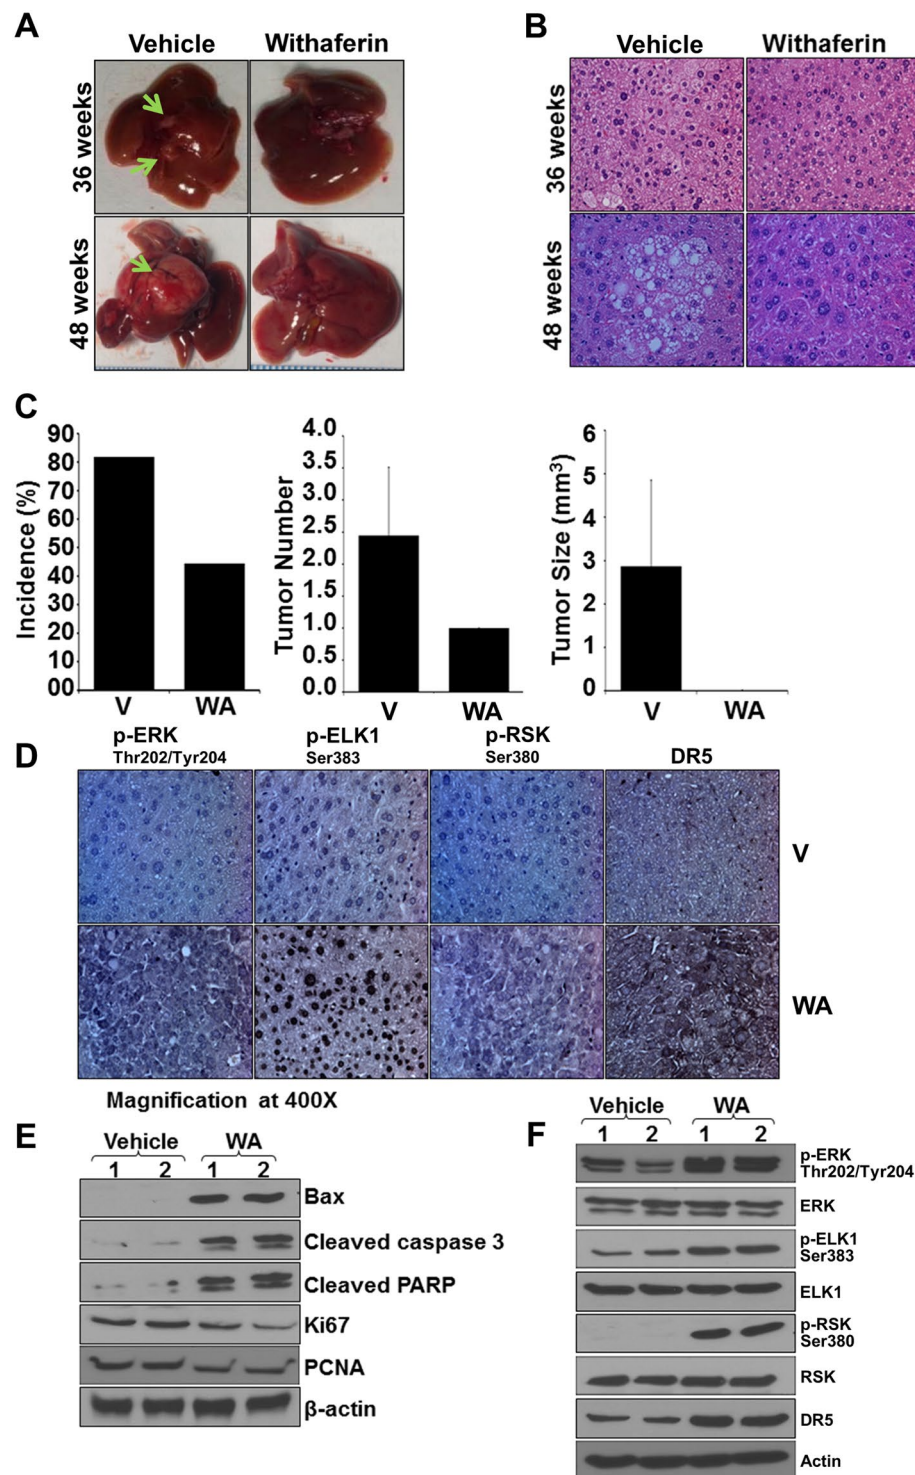 A
Vehicle Withaferin
36 weeks
48 weeks
B
Vehicle Withaferin
36 weeks
48 weeks
C
Incidence (%)
90
80
70
60
50
40
30
20
10
00
V WA
Tumor Number
4.0
3.5
3.0
2.5
2.0
1.5
1.0
0.5
0.0
V WA
Tumor Size (mm³)
6
5
4
3
2
1
0
V WA
D
p-ERK
Thr202/Tyr204
p-ELK1
Ser383
p-RSK
Ser380
DR5
V
WA
Magnification at 400X
E
Vehicle WA
1 2 1 2
Bax
Cleaved caspase 3
Cleaved PARP
Ki67
PCNA
β-actin
F
Vehicle WA
1 2 1 2
p-ERK
Thr202/Tyr204
ERK
p-ELK1
Ser383
ELK1
p-RSK
Ser380
RSK
DR5
Actin